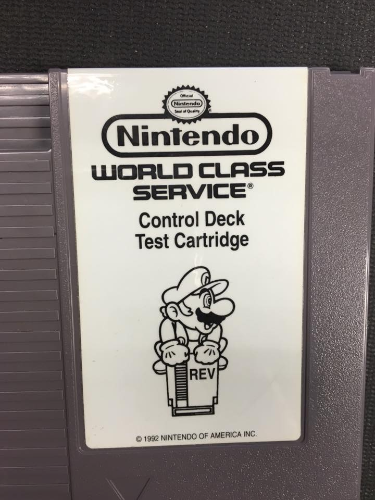 Official
Nintendo
Seal of Quality
Nintendo
WORLD CLASS
SERVICE®
Control Deck
Test Cartridge
REV
© 1992 NINTENDO OF AMERICA INC.